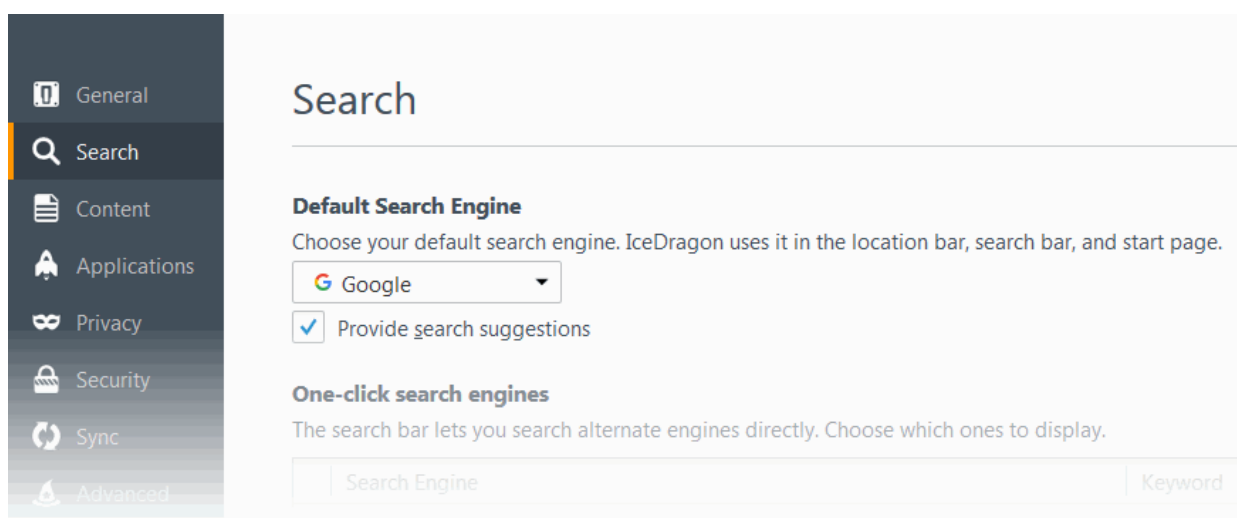 General
Search
Content
Applications
Privacy
Security
Sync
Advanced
Search
Default Search Engine
Choose your default search engine. IceDragon uses it in the location bar, search bar, and start page.
Google
Provide search suggestions
One-click search engines
The search bar lets you search alternate engines directly. Choose which ones to display.
Search Engine Keyword